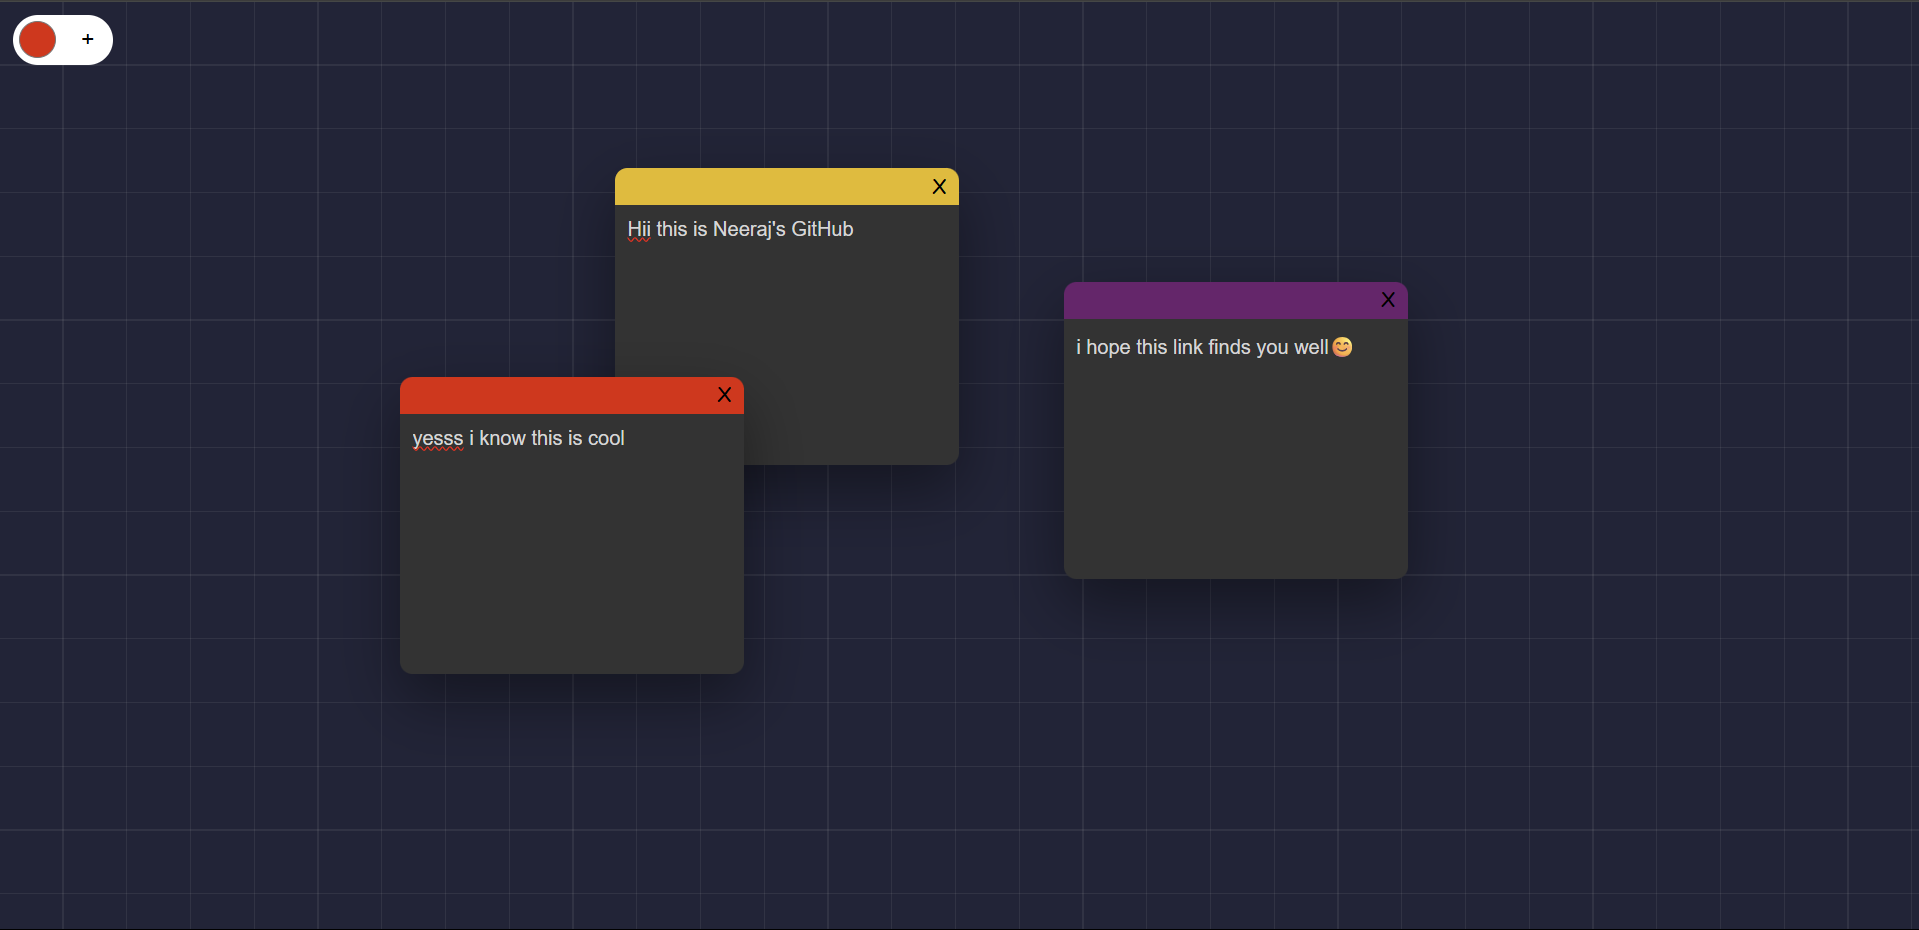 +
X
Hii this is Neeraj's GitHub
X
i hope this link finds you well😊
X
yesss i know this is cool